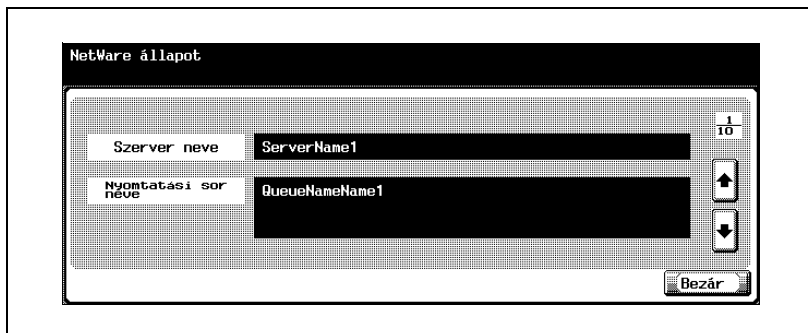 NetWare állapot
1
10
Szerver neve
ServerName1
Nyomtatási sor
neve
QueueNameName1
Bezár